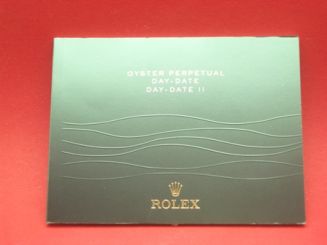 OYSTER PERPETUAL
DAY-DATE
DAY-DATE II
ROLEX